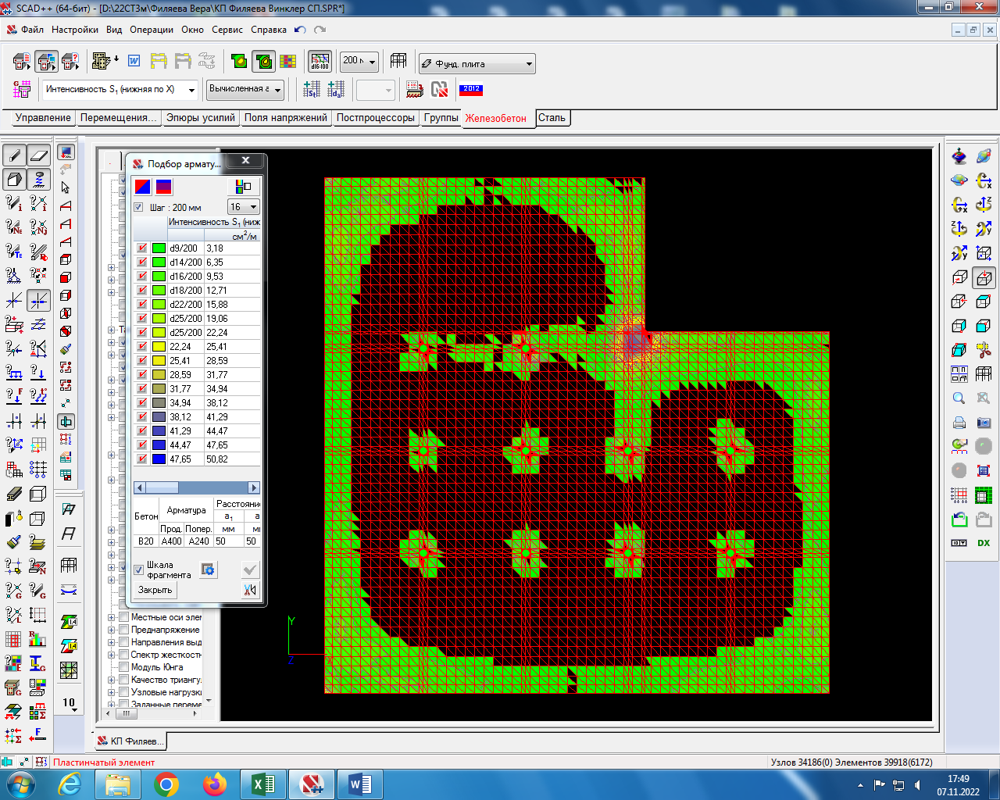 SCAD++ (64-бит) - [D:\22СТ3м\Филяева Вера\КП Филяева Винклер СП.SPR*]
Файл Настройки Вид Операции Окно Сервис Справка
Фунд. плита
Интенсивность S1 (нижняя по X)
Вычисленная а
2012
Управление Перемещения... Эпюры усилий Поля напряжений Постпроцессоры Группы Железобетон Сталь
Подбор армату...
Шаг : 200 мм 16
Интенсивность S1 (ниж
см2/м
d9/200 3,18
d14/200 6,35
d16/200 9,53
d18/200 12,71
d22/200 15,88
d25/200 19,06
d25/200 22,24
22,24 25,41
25,41 28,59
28,59 31,77
31,77 34,94
34,94 38,12
38,12 41,29
41,29 44,47
44,47 47,65
47,65 50,82
Бетон Арматура Расстояние
Прод. Попер. a1 мм
B20 A400 A240 50 50
Шкала
фрагмента
Закрыть
Местные оси элем
Преднапряжение
Направления выд
Спектр жесткост
Модуль Юнга
Качество триангу.
Узловые нагрузки
Заданные переме
10
Y
Z
DX
КП Филяев...
Пластинчатый элемент
Узлов 34186(0) Элементов 39918(6172)
17:49
07.11.2022